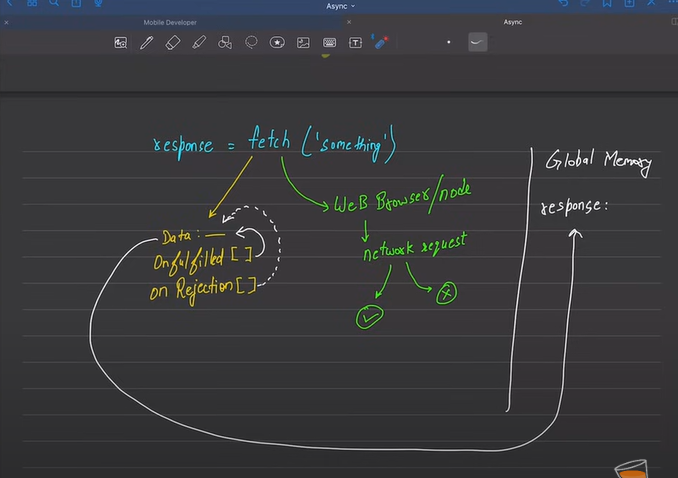 Async
Mobile Developer
Async
response = fetch ('something')
Global Memory
WeB Browser/node
response:
Data: —
network request
Onfulfilled [ ]
on Rejection [ ]